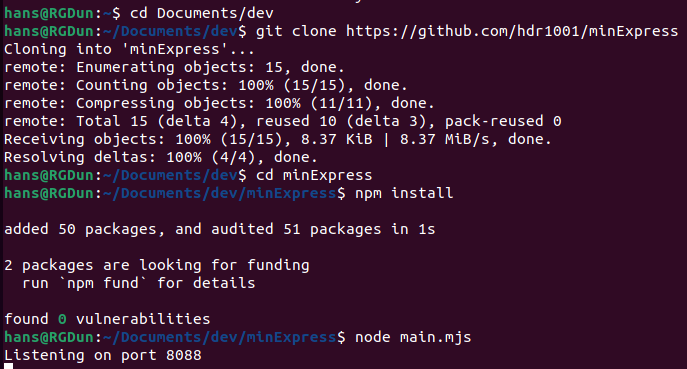 hans@RGDun:~$ cd Documents/dev
hans@RGDun:~/Documents/dev$ git clone https://github.com/hdr1001/minExpress
Cloning into 'minExpress'...
remote: Enumerating objects: 15, done.
remote: Counting objects: 100% (15/15), done.
remote: Compressing objects: 100% (11/11), done.
remote: Total 15 (delta 4), reused 10 (delta 3), pack-reused 0
Receiving objects: 100% (15/15), 8.37 KiB | 8.37 MiB/s, done.
Resolving deltas: 100% (4/4), done.
hans@RGDun:~/Documents/dev$ cd minExpress
hans@RGDun:~/Documents/dev/minExpress$ npm install
added 50 packages, and audited 51 packages in 1s
2 packages are looking for funding
  run `npm fund` for details
found 0 vulnerabilities
hans@RGDun:~/Documents/dev/minExpress$ node main.mjs
Listening on port 8088